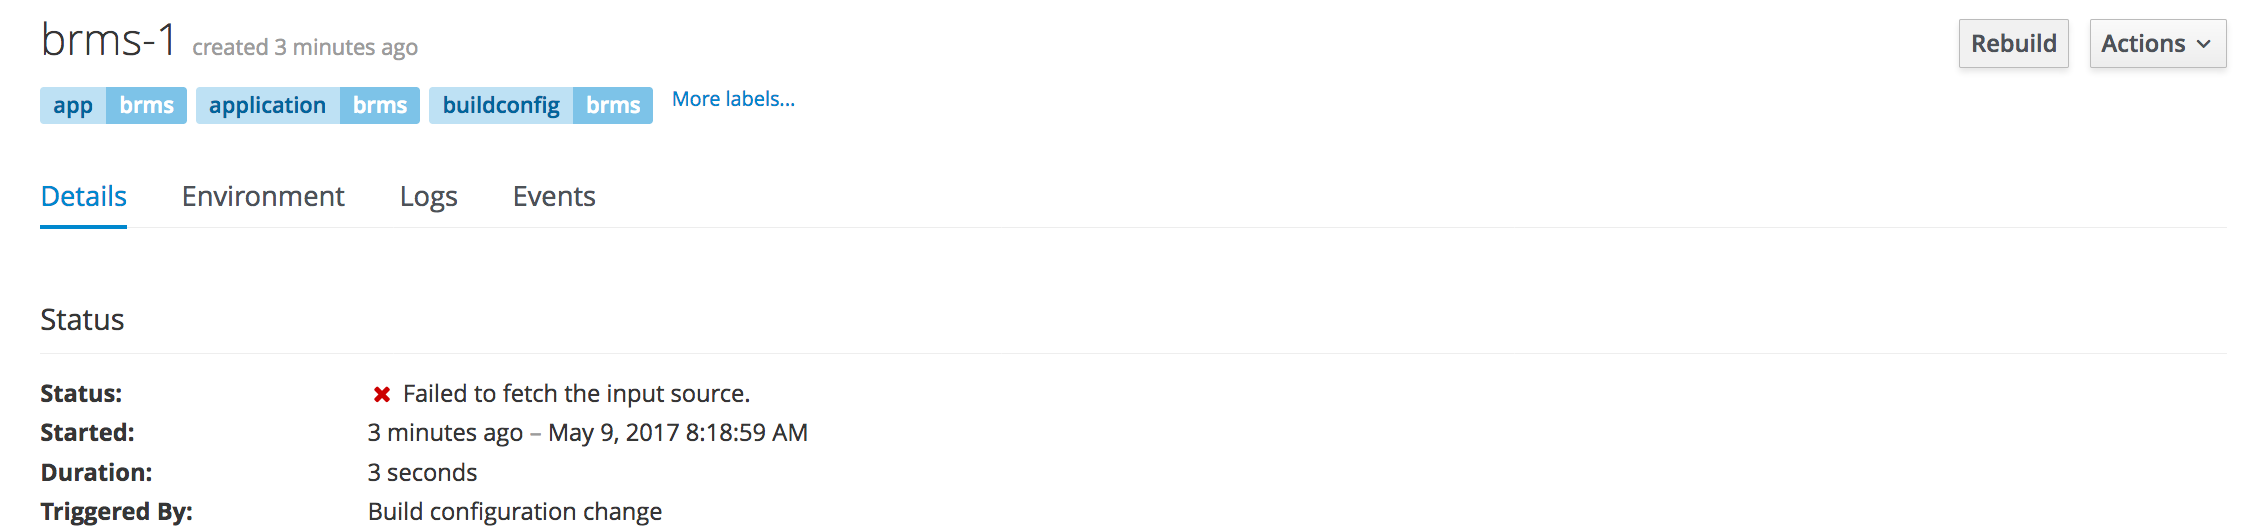 brms-1 created 3 minutes ago Rebuild Actions
app brms application brms buildconfig brms More labels...
Details Environment Logs Events
Status
Status: Failed to fetch the input source.
Started: 3 minutes ago – May 9, 2017 8:18:59 AM
Duration: 3 seconds
Triggered By: Build configuration change